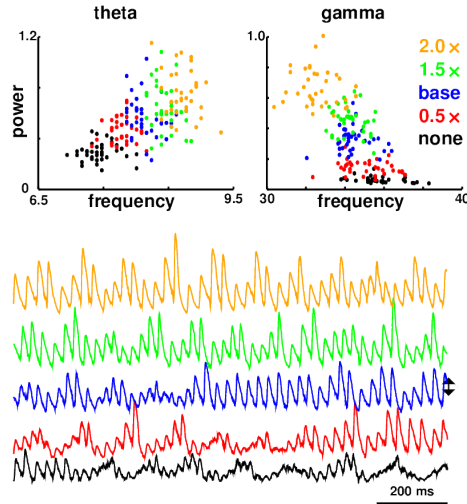 theta
gamma
1.2
power
0
6.5
frequency
9.5
1.0
0
30
frequency
40
2.0×
1.5×
base
0.5×
none
200 ms